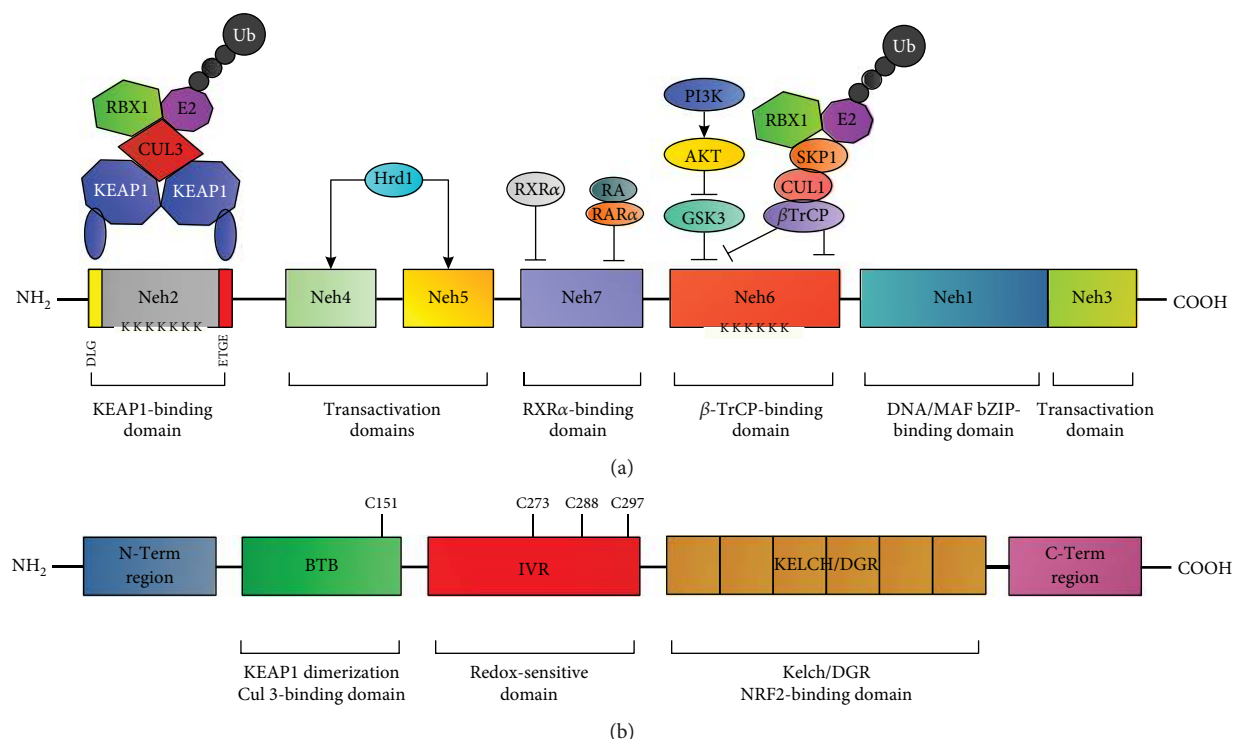 Ub
RBX1
E2
CUL3
KEAP1
KEAP1
Hrd1
RXRα
RA
RARα
PI3K
AKT
GSK3
Ub
RBX1
E2
SKP1
CUL1
βTrCP
NH2
Neh2
KKKKKKK
DLG
ETGE
Neh4
Neh5
Neh7
Neh6
KKKKKK
Neh1
Neh3
COOH
KEAP1-binding
domain
Transactivation
domains
RXRα-binding
domain
β-TrCP-binding
domain
DNA/MAF bZIP-
binding domain
Transactivation
domain
(a)
C151
C273
C288
C297
NH2
N-Term
region
BTB
IVR
KELCH/DGR
C-Term
region
COOH
KEAP1 dimerization
Cul 3-binding domain
Redox-sensitive
domain
Kelch/DGR
NRF2-binding domain
(b)